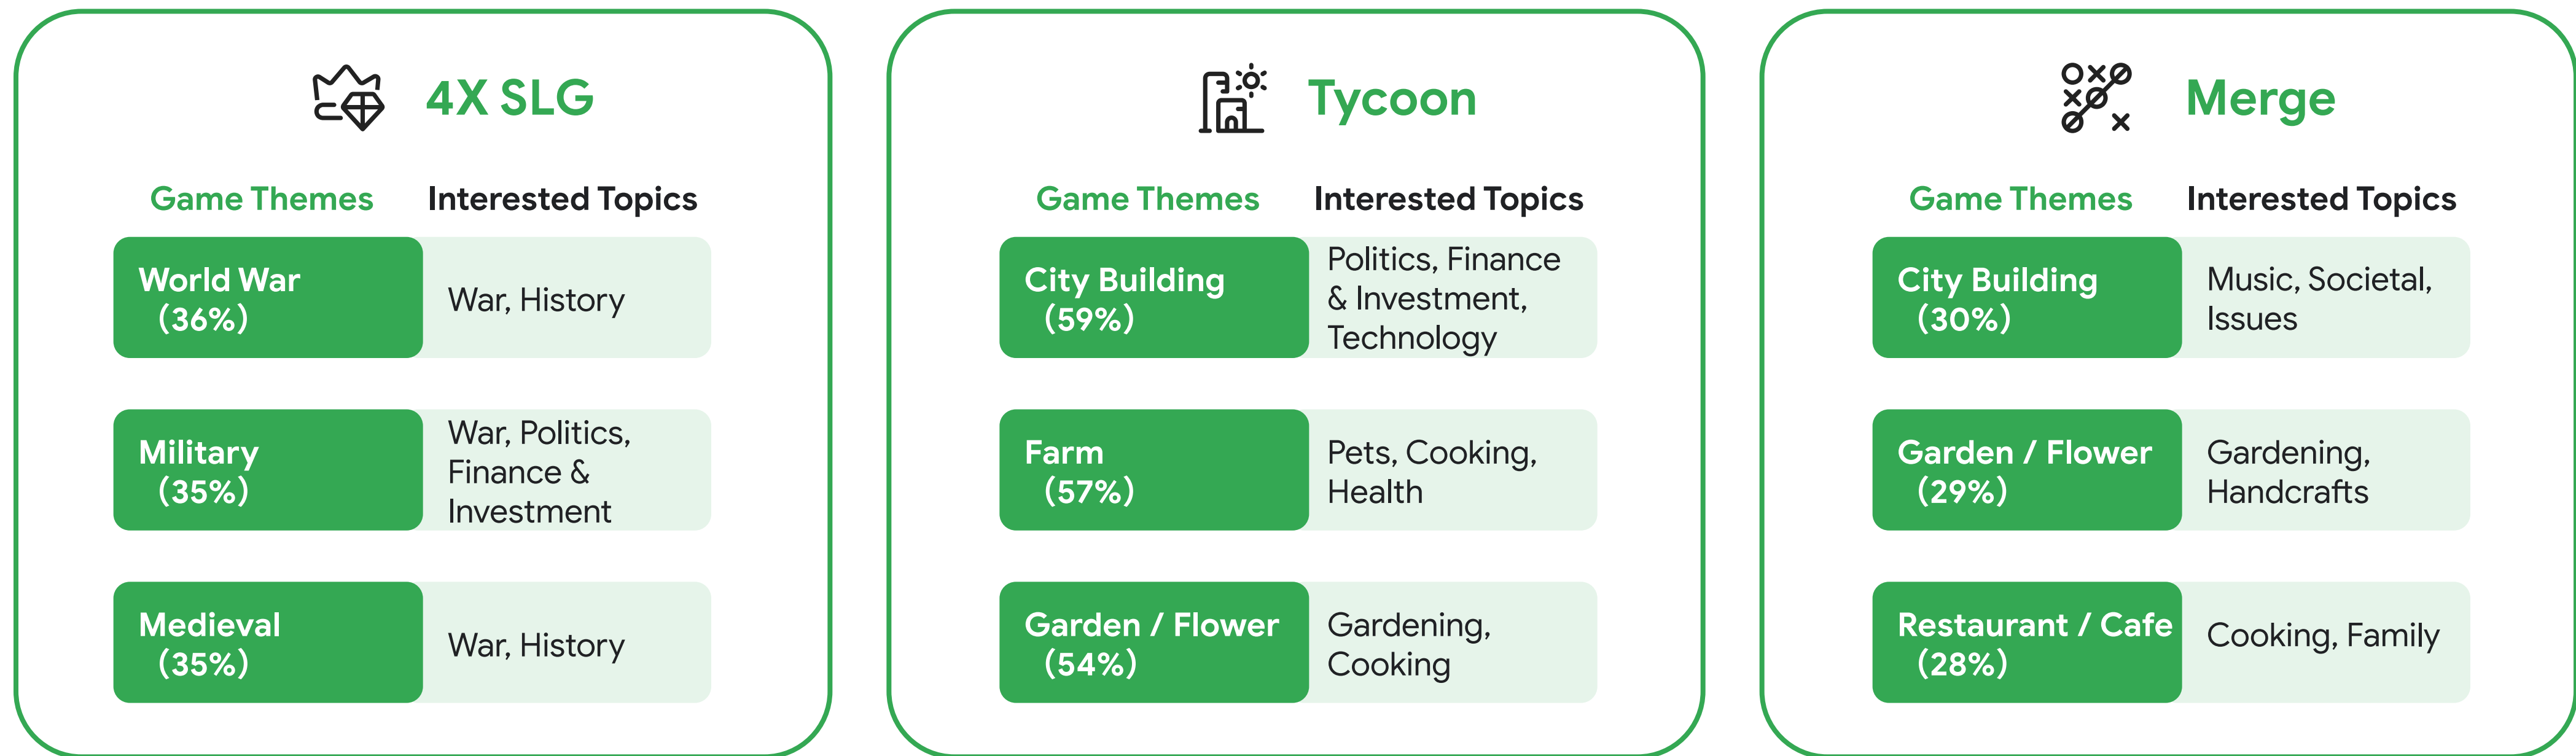 4X SLG
Game Themes Interested Topics
World War
(36%)
War, History
Military
(35%)
War, Politics,
Finance &
Investment
Medieval
(35%)
War, History
Tycoon
Game Themes Interested Topics
City Building
(59%)
Politics, Finance
& Investment,
Technology
Farm
(57%)
Pets, Cooking,
Health
Garden / Flower
(54%)
Gardening,
Cooking
Merge
Game Themes Interested Topics
City Building
(30%)
Music, Societal,
Issues
Garden / Flower
(29%)
Gardening,
Handcrafts
Restaurant / Cafe
(28%)
Cooking, Family